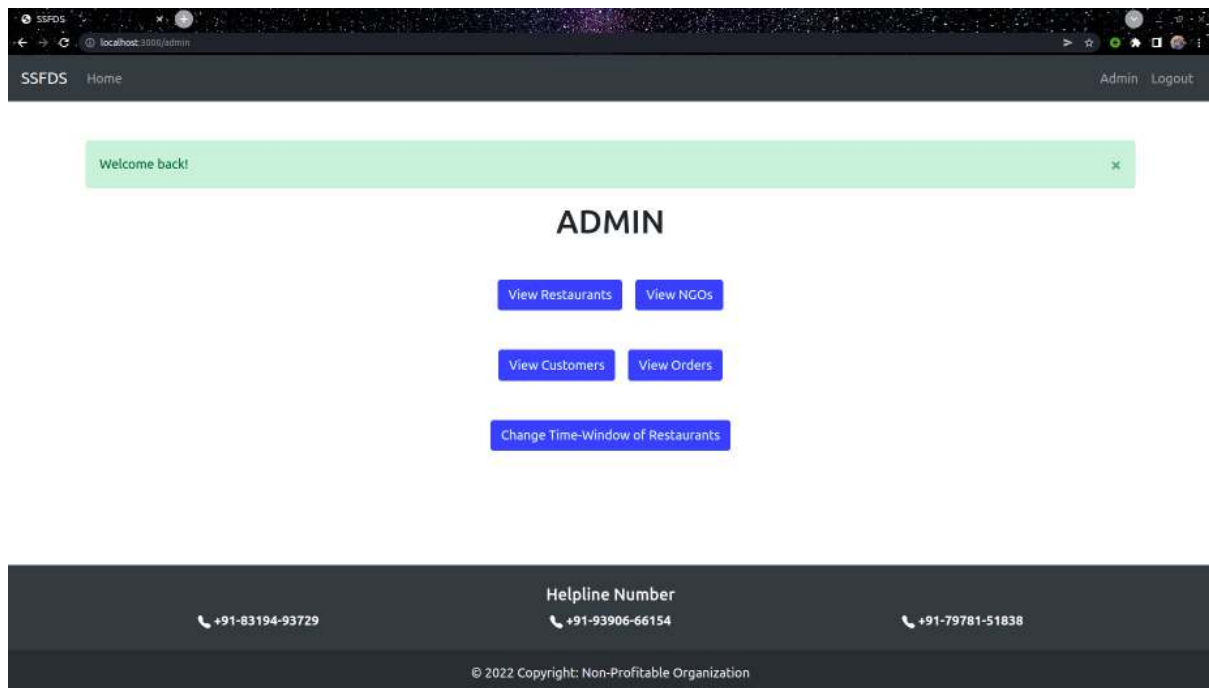 SSFDS
localhost:3000/admin
SSFDS Home Admin Logout
Welcome back! ×
ADMIN
View Restaurants View NGOs
View Customers View Orders
Change Time-Window of Restaurants
Helpline Number
+91-83194-93729 +91-93906-66154 +91-79781-51838
© 2022 Copyright: Non-Profitable Organization